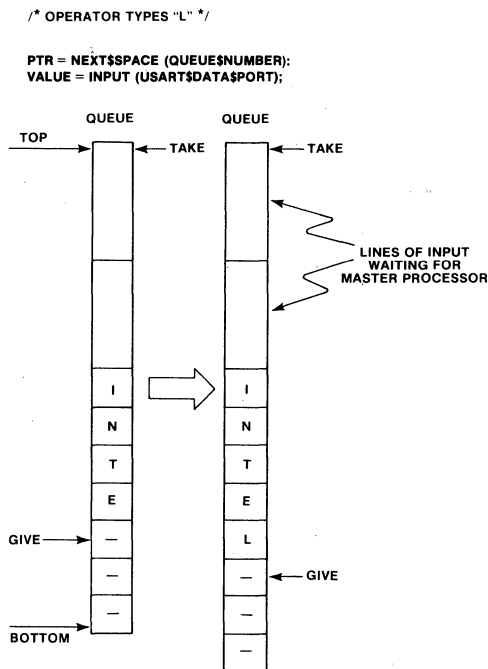 /* OPERATOR TYPES “L” */
PTR = NEXT$SPACE (QUEUE$NUMBER):
VALUE = INPUT (USART$DATA$PORT);
QUEUE QUEUE
TOP TAKE TAKE
LINES OF INPUT
WAITING FOR
MASTER PROCESSOR
I I
N N
T T
E E
GIVE — L
— — GIVE
— —
BOTTOM —